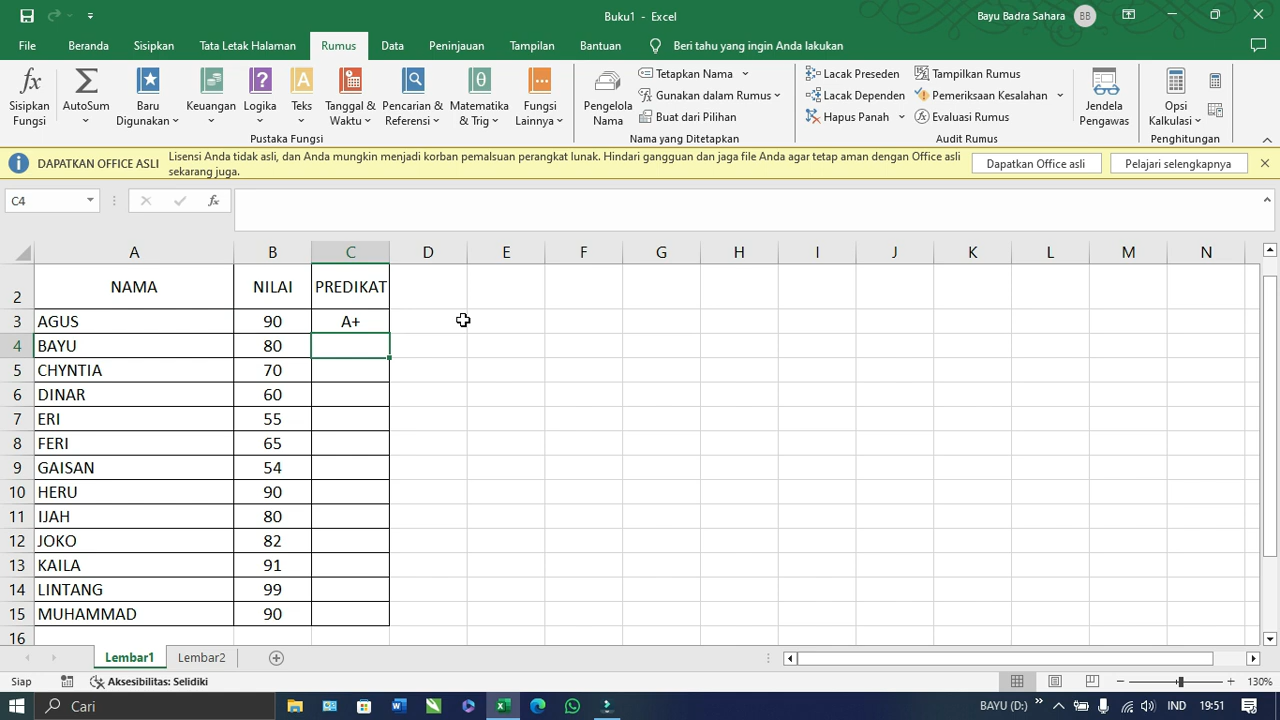 Buku1 - Excel
Bayu Badra Sahara BB
File Beranda Sisipkan Tata Letak Halaman Rumus Data Peninjauan Tampilan Bantuan Beri tahu yang ingin Anda lakukan
Sisipkan Fungsi
AutoSum
Baru Digunakan
Keuangan
Logika
Teks
Tanggal & Waktu
Pencarian & Referensi
Matematika & Trig
Fungsi Lainnya
Pustaka Fungsi
Pengelola Nama
Tetapkan Nama
Gunakan dalam Rumus
Buat dari Pilihan
Nama yang Ditetapkan
Lacak Preseden
Lacak Dependen
Hapus Panah
Tampilkan Rumus
Pemeriksaan Kesalahan
Evaluasi Rumus
Audit Rumus
Jendela Pengawas
Opsi Kalkulasi
Penghitungan
DAPATKAN OFFICE ASLI
Lisensi Anda tidak asli, dan Anda mungkin menjadi korban pemalsuan perangkat lunak. Hindari gangguan dan jaga file Anda agar tetap aman dengan Office asli
sekarang juga.
Dapatkan Office asli
Pelajari selengkapnya
C4
fx
A B C D E F G H I J K L M N
2 NAMA NILAI PREDIKAT
3 AGUS 90 A+
4 BAYU 80
5 CHYNTIA 70
6 DINAR 60
7 ERI 55
8 FERI 65
9 GAISAN 54
10 HERU 90
11 IJAH 80
12 JOKO 82
13 KAILA 91
14 LINTANG 99
15 MUHAMMAD 90
16
Lembar1 Lembar2
Siap Aksesibilitas: Selidiki 130%
Cari BAYU (D:) IND 19:51